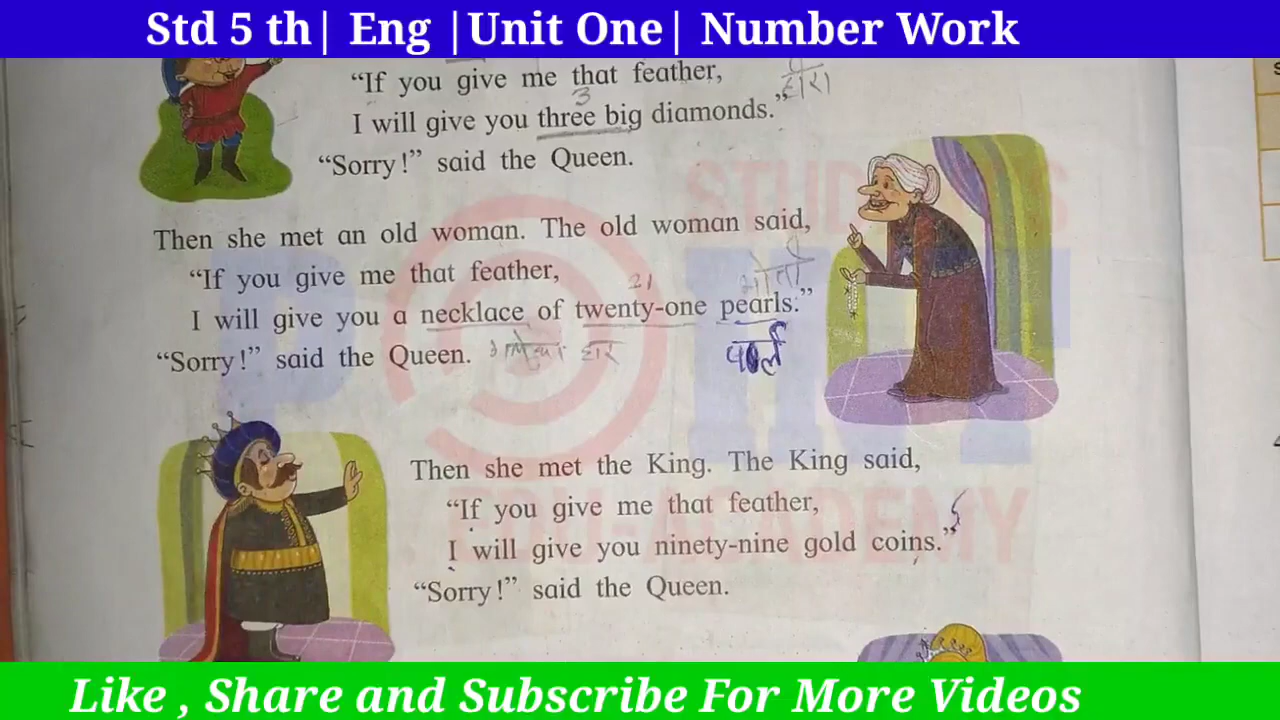 Std 5 th| Eng |Unit One| Number Work
“If you give me that feather,
हीरा
3
I will give you three big diamonds.”
“Sorry!” said the Queen.
Then she met an old woman. The old woman said,
“If you give me that feather,
21 मोती
I will give you a necklace of twenty-one pearls.”
“Sorry!” said the Queen. हार पर्ल
Then she met the King. The King said,
“If you give me that feather,
I will give you ninety-nine gold coins.”
“Sorry!” said the Queen.
EDU-ACADEMY
Like , Share and Subscribe For More Videos